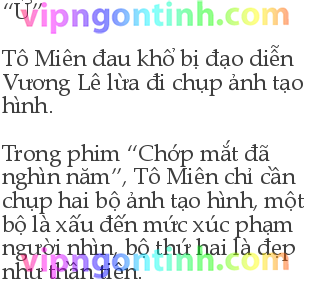 “Ừ”
vipngontinh.com
Tô Miên đau khổ bị đạo diễn
Vương Lê lừa đi chụp ảnh tạo
hình.
Trong phim “Chớp mắt đã
nghìn năm”, Tô Miên chỉ cần
chụp hai bộ ảnh tạo hình, một
bộ là xấu đến mức xúc phạm
người nhìn, bộ thứ hai là đẹp
như thần tiên.
vipngontinh.com